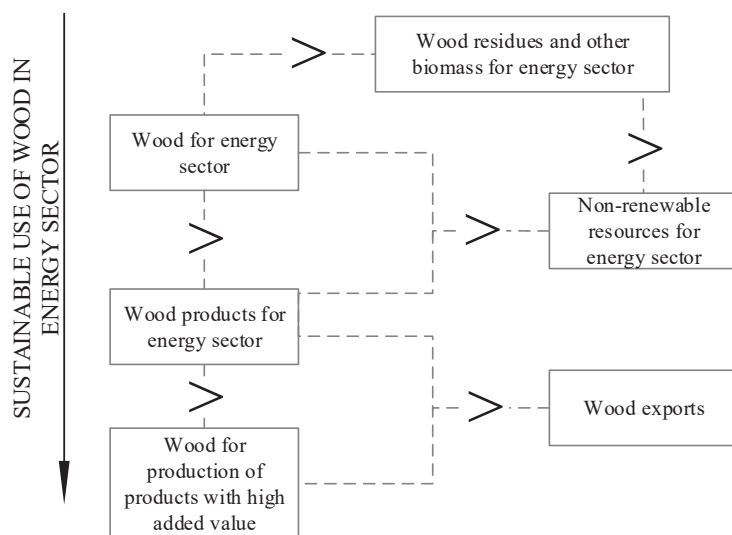 SUSTAINABLE USE OF WOOD IN
ENERGY SECTOR
Wood residues and other
biomass for energy sector
Wood for energy
sector
>
>
Non-renewable
resources for
energy sector
>
>
Wood products for
energy sector
>
>
Wood exports
Wood for
production of
products with high
added value